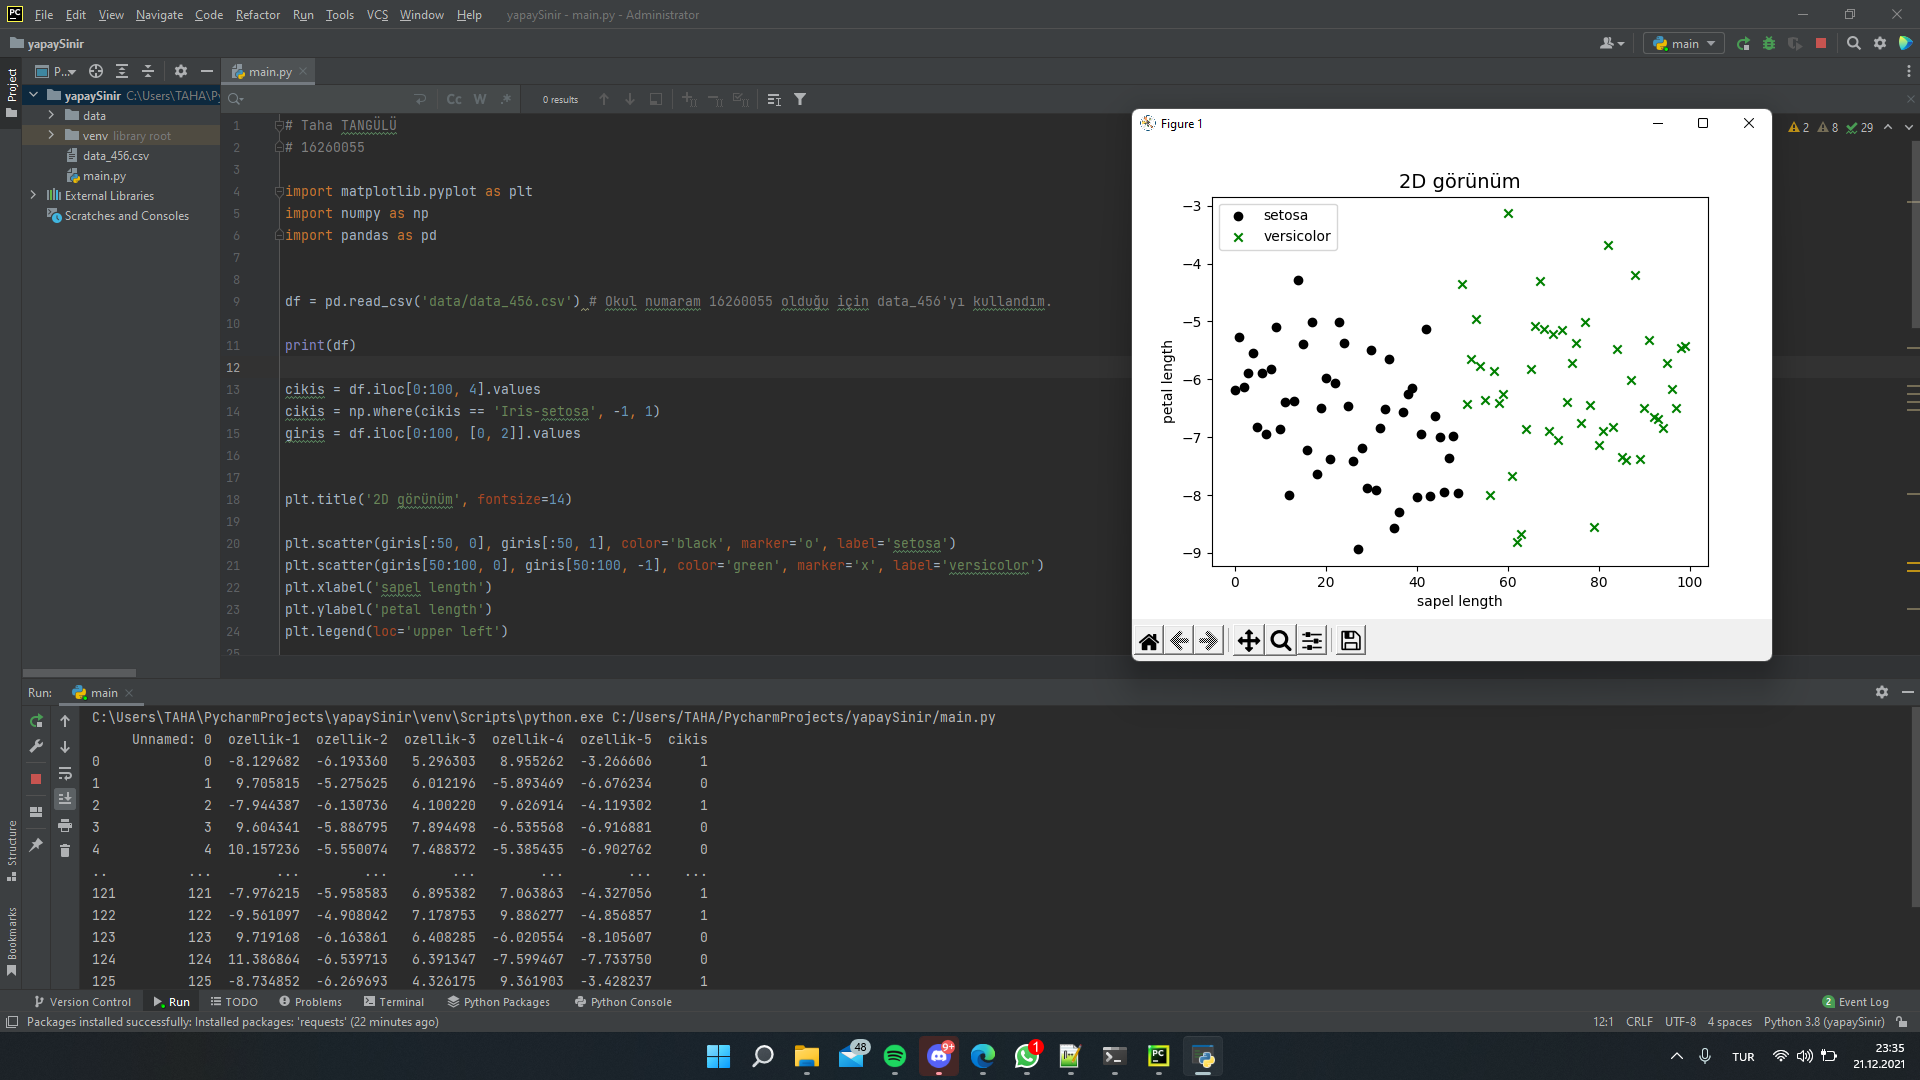 File Edit View Navigate Code Refactor Run Tools VCS Window Help yapaySinir - main.py - Administrator
yapaySinir
main
P...
main.py
Project
yapaySinir C:\Users\TAHA\Py
data
venv library root
data_456.csv
main.py
External Libraries
Scratches and Consoles
Cc W .* 0 results
2 8 29
1 # Taha TANGÜLÜ
2 # 16260055
3
4 import matplotlib.pyplot as plt
5 import numpy as np
6 import pandas as pd
7
8
9 df = pd.read_csv('data/data_456.csv') # Okul numaram 16260055 olduğu için data_456'yı kullandım.
10
11 print(df)
12
13 cikis = df.iloc[0:100, 4].values
14 cikis = np.where(cikis == 'Iris-setosa', -1, 1)
15 giris = df.iloc[0:100, [0, 2]].values
16
17
18 plt.title('2D görünüm', fontsize=14)
19
20 plt.scatter(giris[:50, 0], giris[:50, 1], color='black', marker='o', label='setosa')
21 plt.scatter(giris[50:100, 0], giris[50:100, -1], color='green', marker='x', label='versicolor')
22 plt.xlabel('sapel length')
23 plt.ylabel('petal length')
24 plt.legend(loc='upper left')
25
Figure 1
2D görünüm
setosa
versicolor
−3
−4
−5
−6
−7
−8
−9
petal length
0 20 40 60 80 100
sapel length
Run: main
C:\Users\TAHA\PycharmProjects\yapaySinir\venv\Scripts\python.exe C:/Users/TAHA/PycharmProjects/yapaySinir/main.py
Unnamed: 0 ozellik-1 ozellik-2 ozellik-3 ozellik-4 ozellik-5 cikis
0 0 -8.129682 -6.193360 5.296303 8.955262 -3.266606 1
1 1 9.705815 -5.275625 6.012196 -5.893469 -6.676234 0
2 2 -7.944387 -6.130736 4.100220 9.626914 -4.119302 1
3 3 9.604341 -5.886795 7.894498 -6.535568 -6.916881 0
4 4 10.157236 -5.550074 7.488372 -5.385435 -6.902762 0
.. ... ... ... ... ... ... ...
121 121 -7.976215 -5.958583 6.895382 7.063863 -4.327056 1
122 122 -9.561097 -4.908042 7.178753 9.886277 -4.856857 1
123 123 9.719168 -6.163861 6.408285 -6.020554 -8.105607 0
124 124 11.386864 -6.539713 6.391347 -7.599467 -7.733750 0
125 125 -8.734852 -6.269693 4.326175 9.361903 -3.428237 1
Structure
Bookmarks
Version Control Run TODO Problems Terminal Python Packages Python Console 2 Event Log
Packages installed successfully: Installed packages: 'requests' (22 minutes ago) 12:1 CRLF UTF-8 4 spaces Python 3.8 (yapaySinir)
48 9+ 1 PC TUR 23:35
21.12.2021